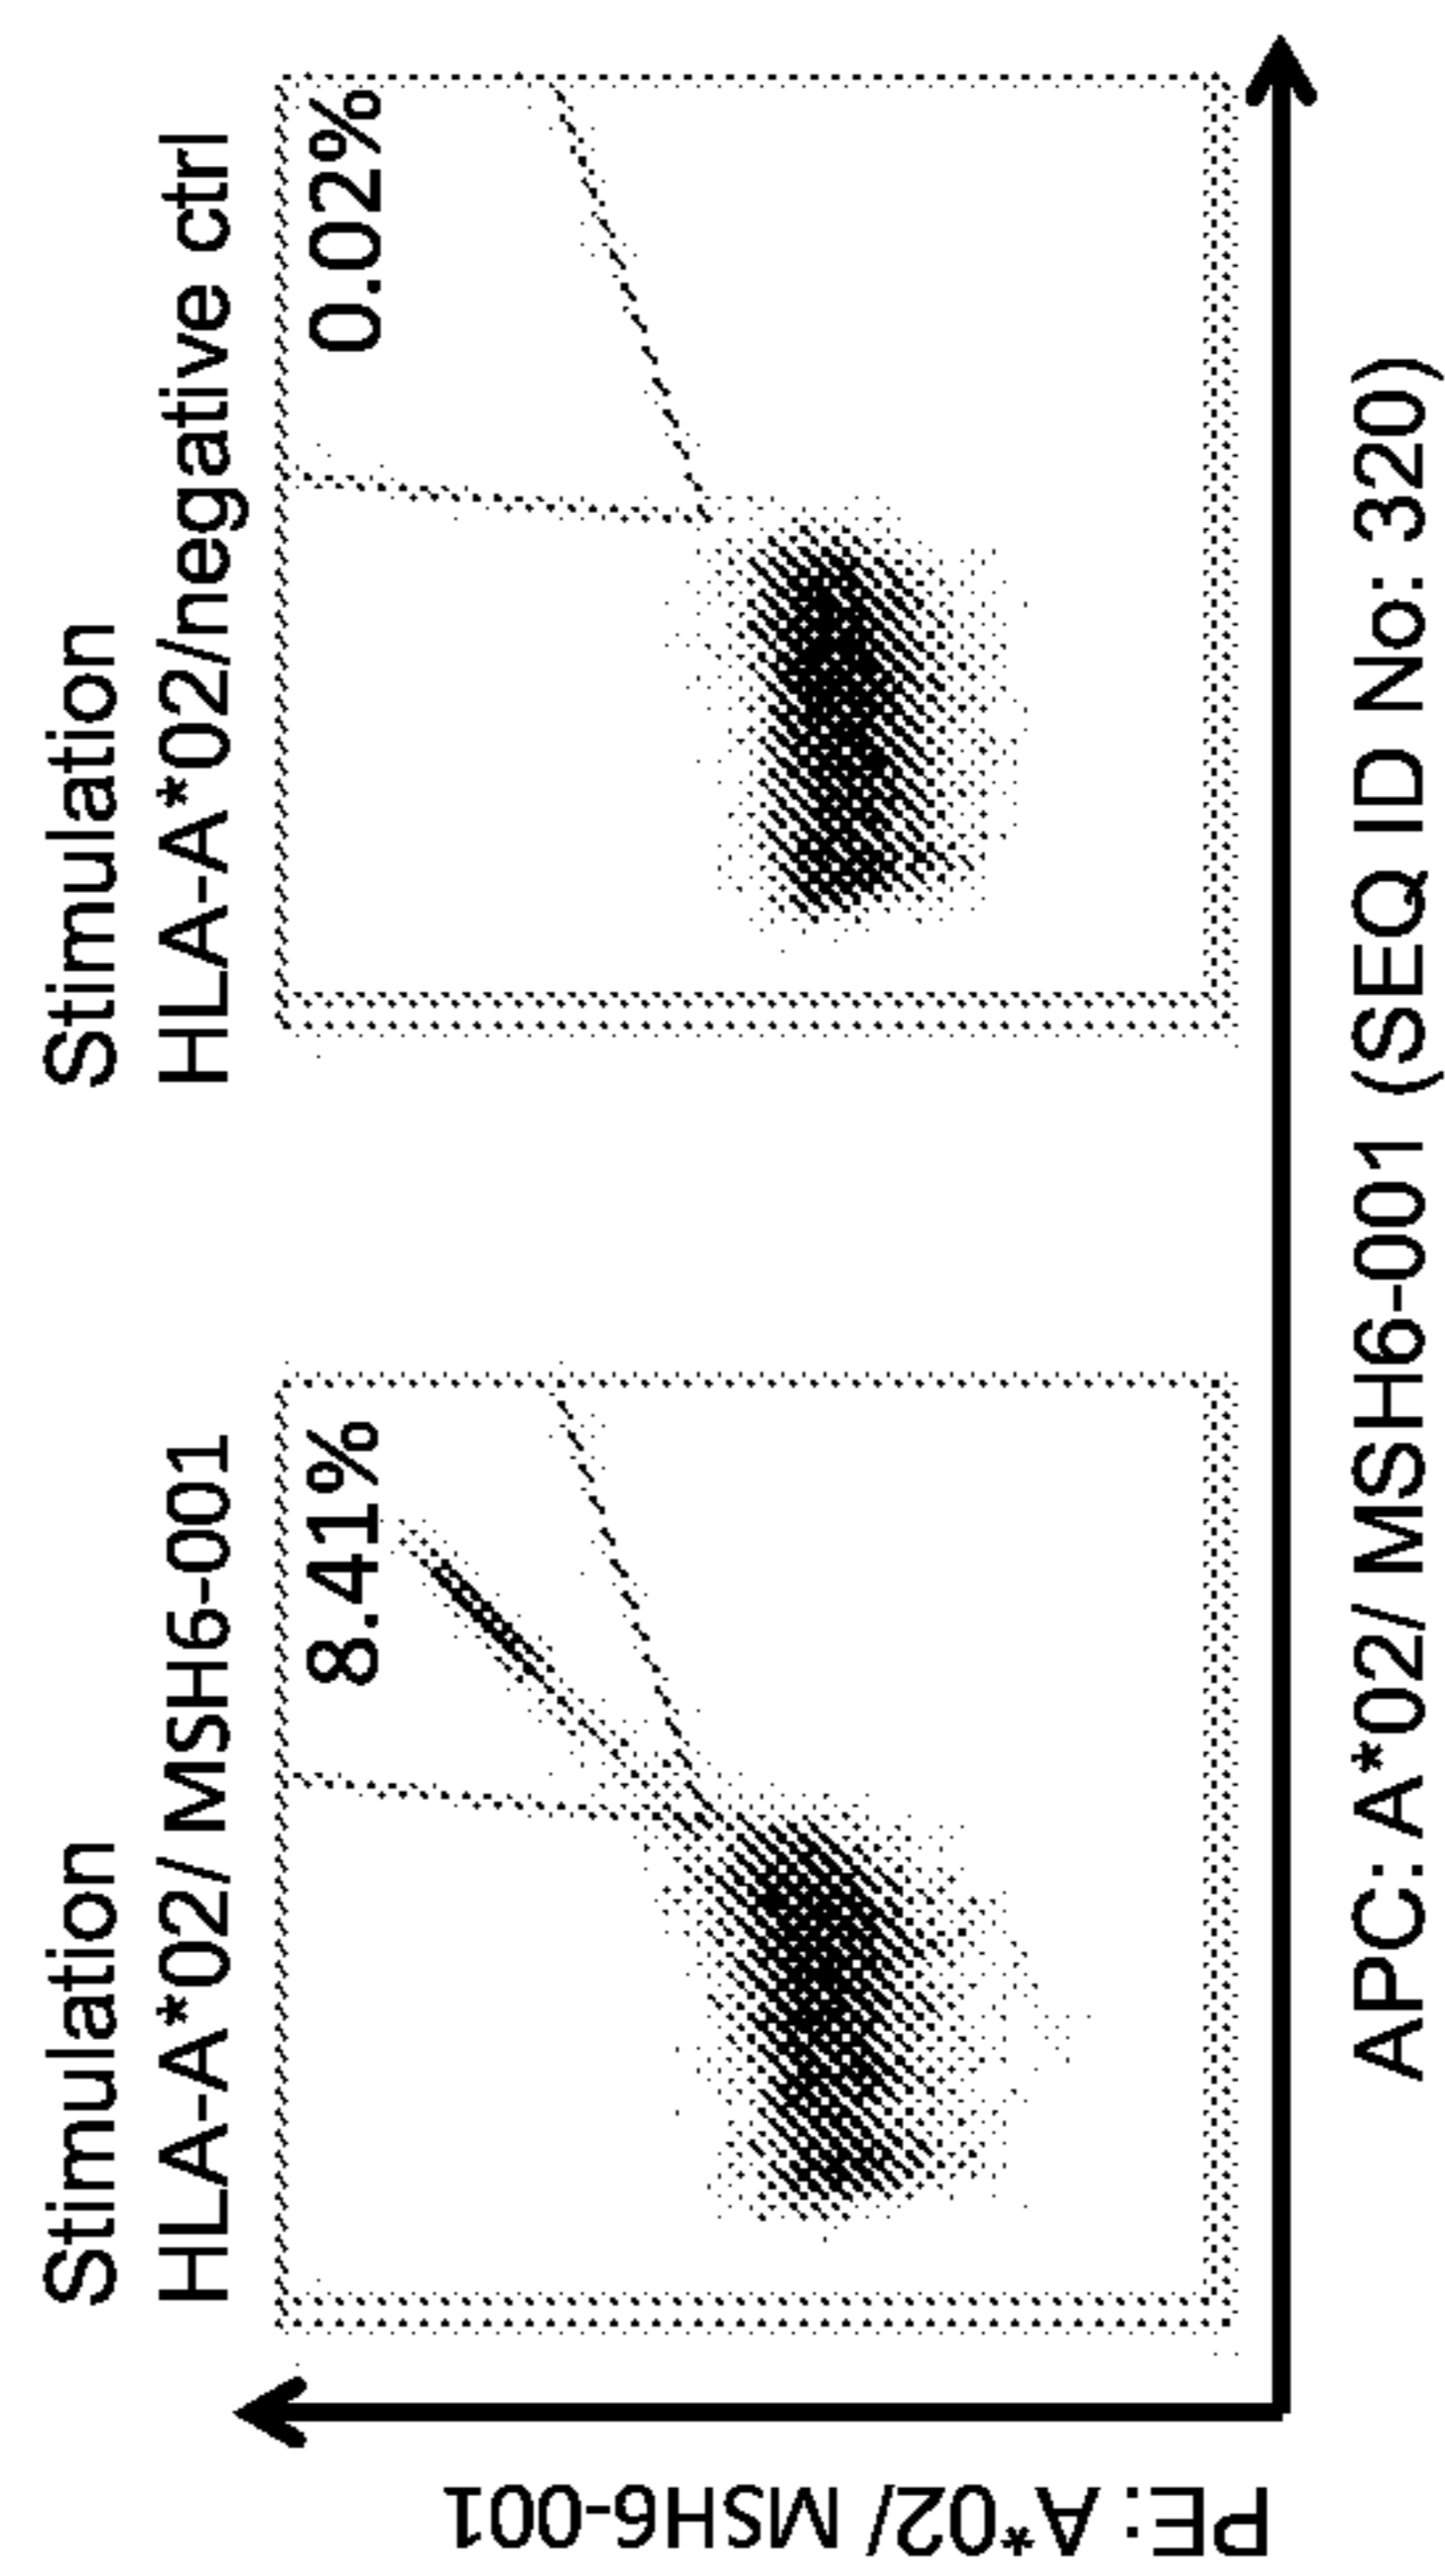 Stimulation
HLA-A*02/ MSH6-001
8.41%
Stimulation
HLA-A*02/negative ctrl
0.02%
PE: A*02/ MSH6-001
APC: A*02/ MSH6-001 (SEQ ID No: 320)